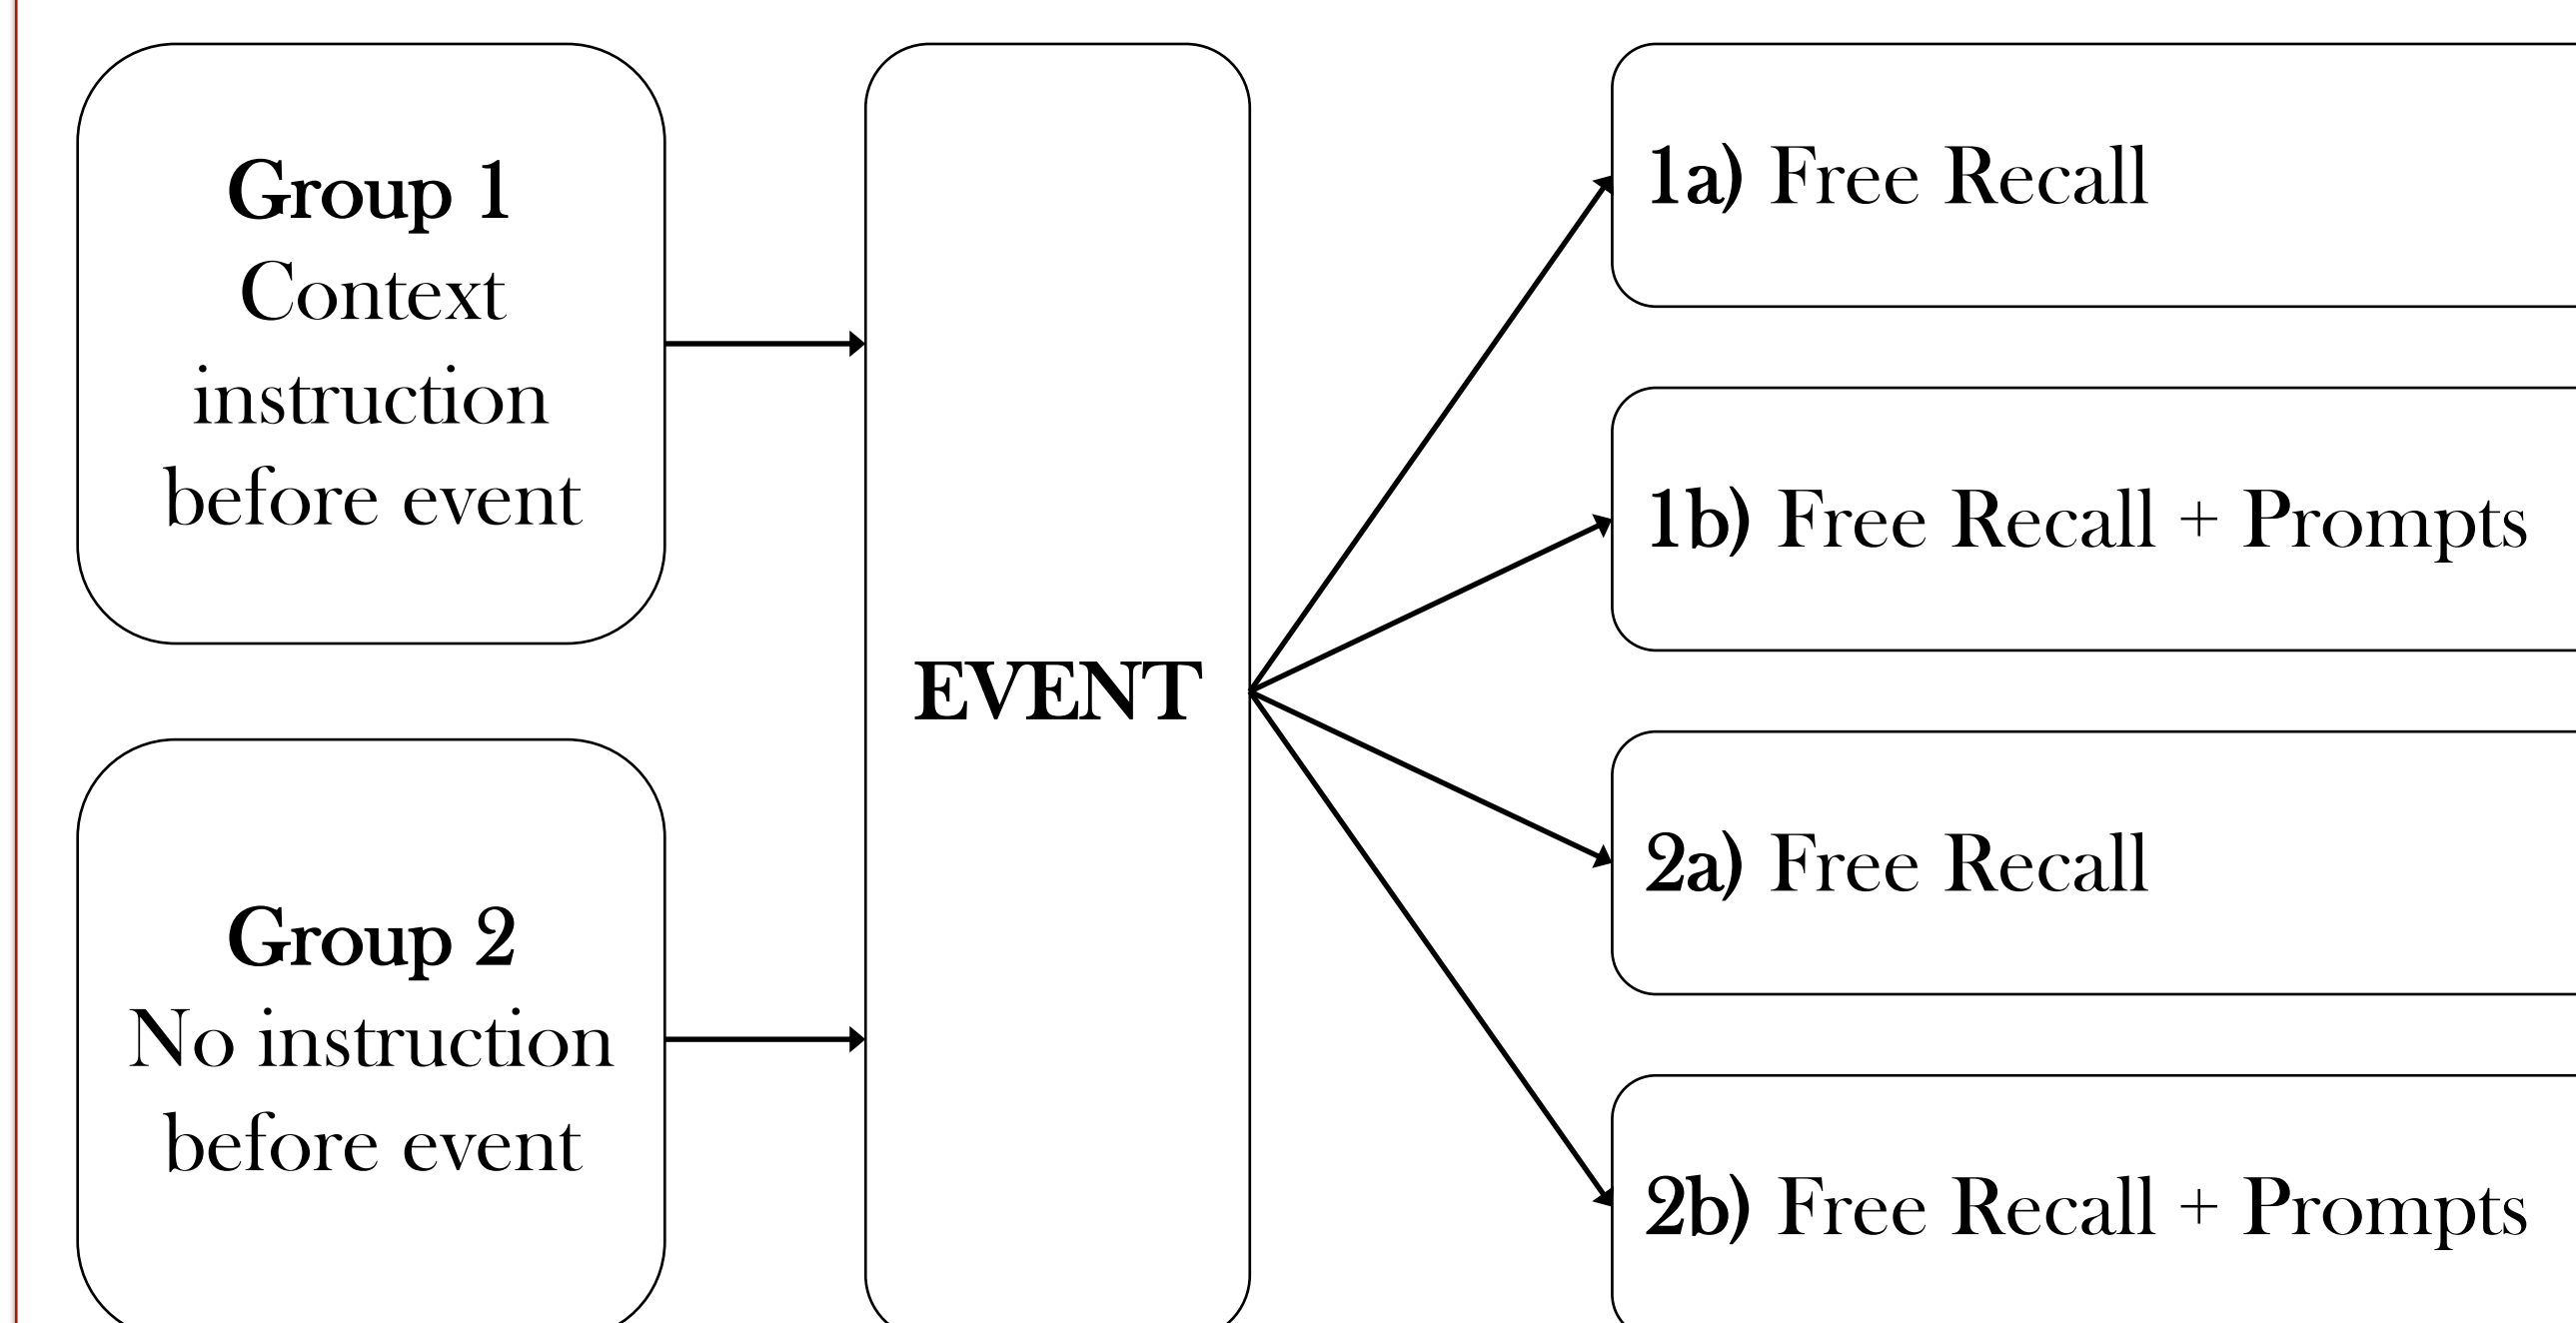 Group 1
Context
instruction
before event
Group 2
No instruction
before event
EVENT
1a) Free Recall
1b) Free Recall + Prompts
2a) Free Recall
2b) Free Recall + Prompts